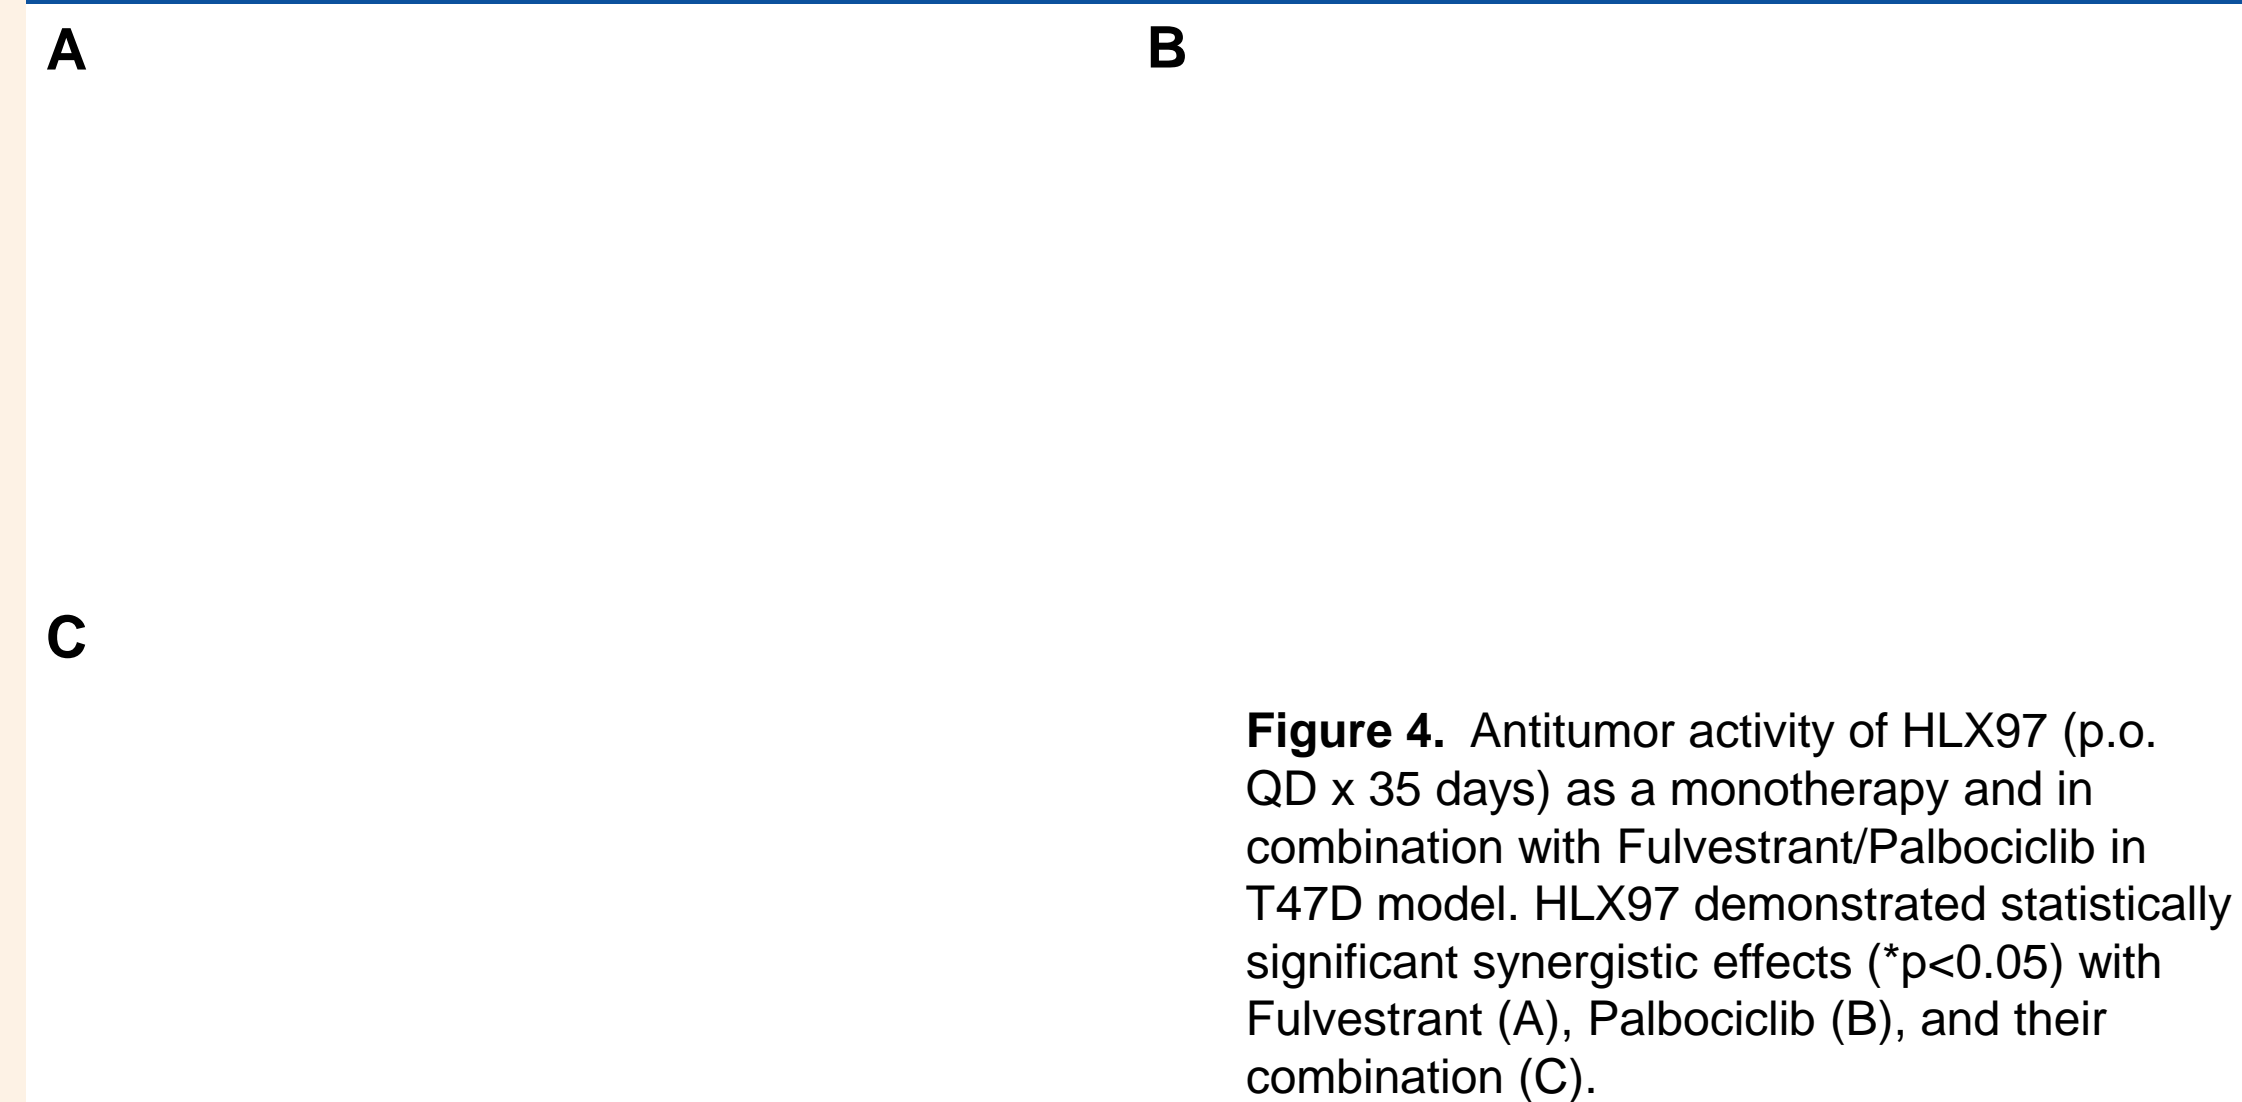 A
B
C
Figure 4. Antitumor activity of HLX97 (p.o.
QD x 35 days) as a monotherapy and in
combination with Fulvestrant/Palbociclib in
T47D model. HLX97 demonstrated statistically
significant synergistic effects (*p<0.05) with
Fulvestrant (A), Palbociclib (B), and their
combination (C).